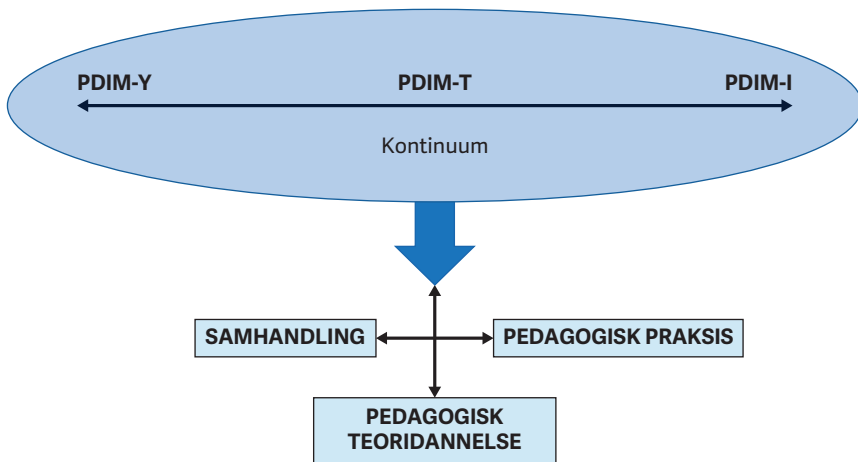 PDIM-Y PDIM-T PDIM-I
Kontinuum
SAMHANDLING PEDAGOGISK PRAKSIS
PEDAGOGISK
TEORIDANNELSE